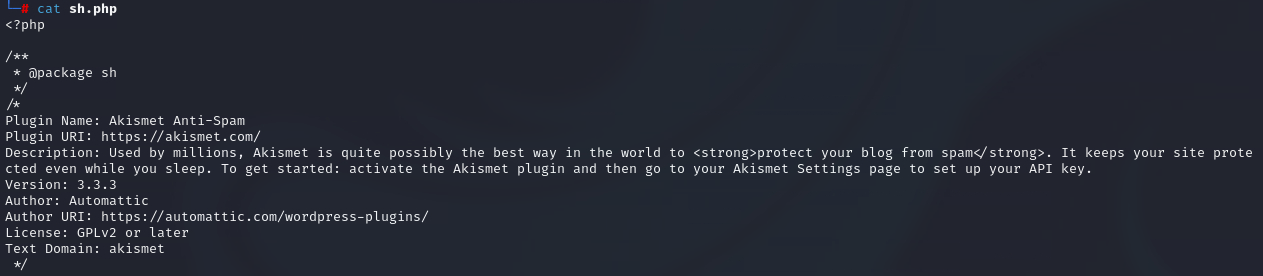 └─# cat sh.php
<?php

/**
 * @package sh
 */
/*
Plugin Name: Akismet Anti-Spam
Plugin URI: https://akismet.com/
Description: Used by millions, Akismet is quite possibly the best way in the world to <strong>protect your blog from spam</strong>. It keeps your site prote
cted even while you sleep. To get started: activate the Akismet plugin and then go to your Akismet Settings page to set up your API key.
Version: 3.3.3
Author: Automattic
Author URI: https://automattic.com/wordpress-plugins/
License: GPLv2 or later
Text Domain: akismet
 */